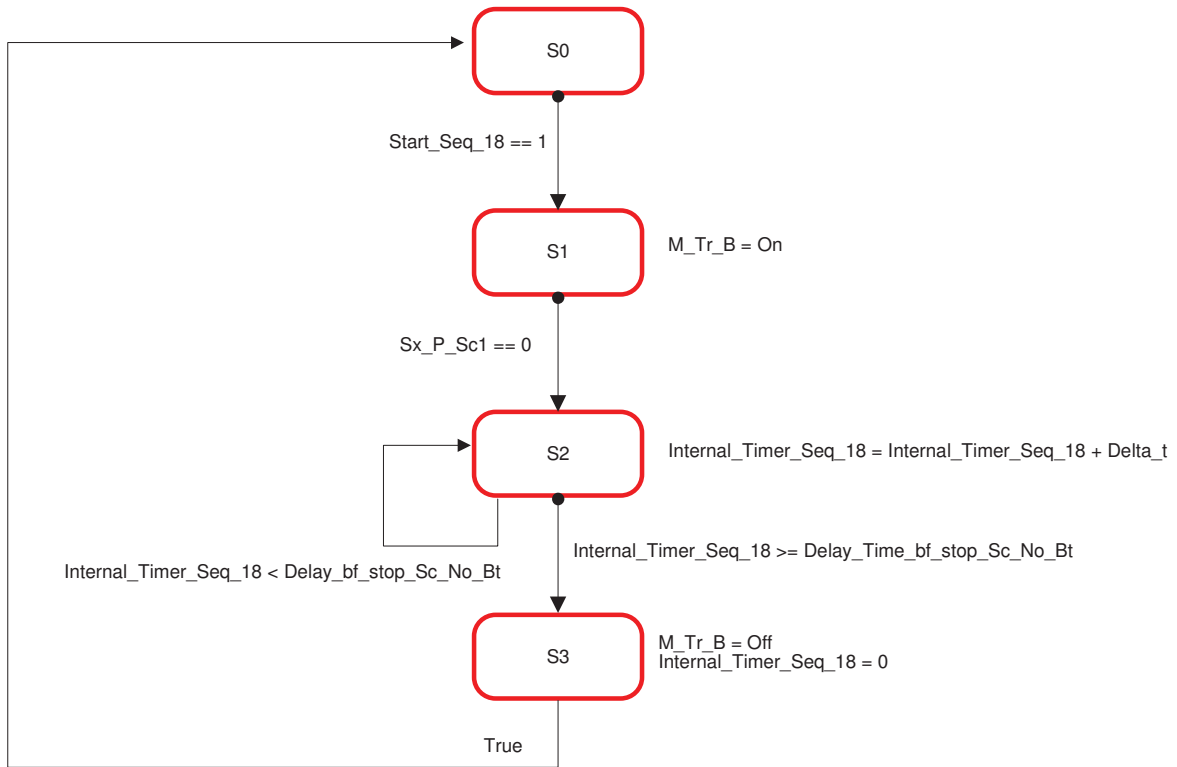 S0
Start_Seq_18 == 1
S1
M_Tr_B = On
Sx_P_Sc1 == 0
S2
Internal_Timer_Seq_18 = Internal_Timer_Seq_18 + Delta_t
Internal_Timer_Seq_18 >= Delay_Time_bf_stop_Sc_No_Bt
Internal_Timer_Seq_18 < Delay_bf_stop_Sc_No_Bt
S3
M_Tr_B = Off
Internal_Timer_Seq_18 = 0
True